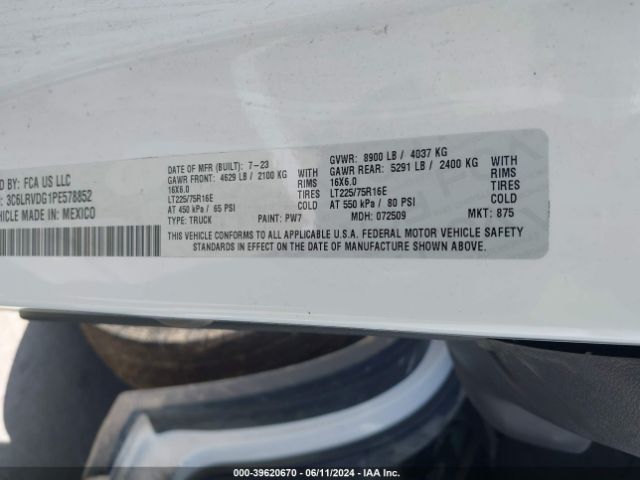 D BY: FCA US LLC
: 3C6LRVDG1PE578852
EHICLE MADE IN: MEXICO
DATE OF MFR (BUILT): 7-23
GAWR FRONT: 4629 LB / 2100 KG WITH
16X6.0 RIMS
LT225/75R16E TIRES
AT 450 kPa / 65 PSI COLD
TYPE: TRUCK PAINT: PW7
GVWR: 8900 LB / 4037 KG
GAWR REAR: 5291 LB / 2400 KG WITH
16X6.0 RIMS
LT225/75R16E TIRES
AT 550 kPa / 80 PSI COLD
MDH: 072509 MKT: 875
THIS VEHICLE CONFORMS TO ALL APPLICABLE U.S.A. FEDERAL MOTOR VEHICLE SAFETY
STANDARDS IN EFFECT ON THE DATE OF MANUFACTURE SHOWN ABOVE.
000-39620670 - 06/11/2024 - IAA Inc.